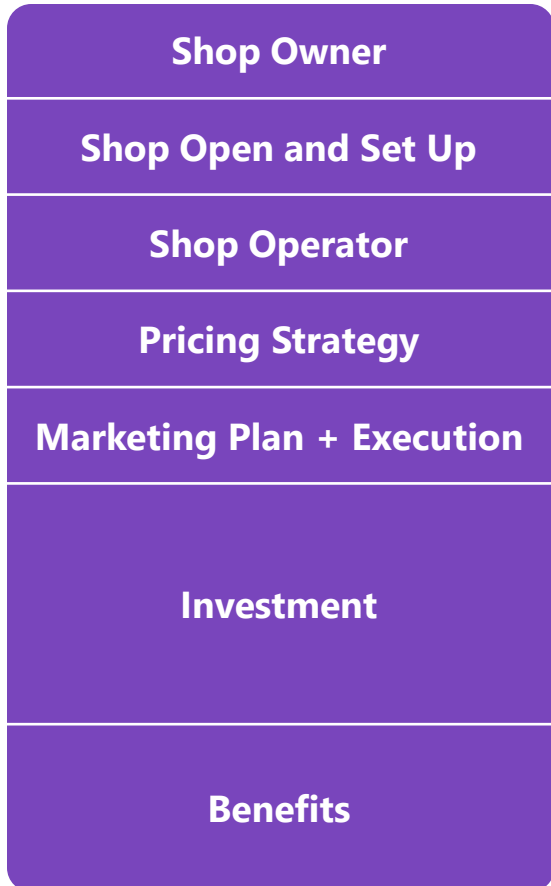 Shop Owner
Shop Open and Set Up
Shop Operator
Pricing Strategy
Marketing Plan + Execution
Investment
Benefits